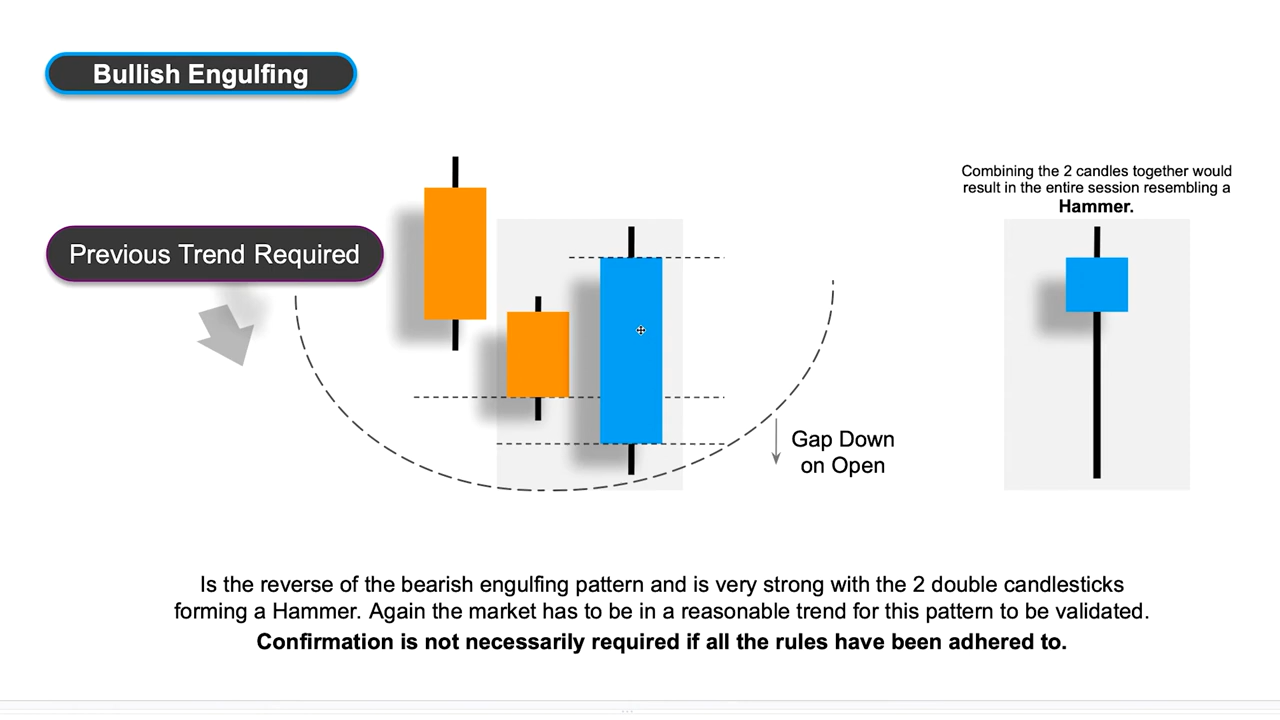 Bullish Engulfing
Combining the 2 candles together would
result in the entire session resembling a
Hammer.
Previous Trend Required
Gap Down
on Open
Is the reverse of the bearish engulfing pattern and is very strong with the 2 double candlesticks
forming a Hammer. Again the market has to be in a reasonable trend for this pattern to be validated.
Confirmation is not necessarily required if all the rules have been adhered to.